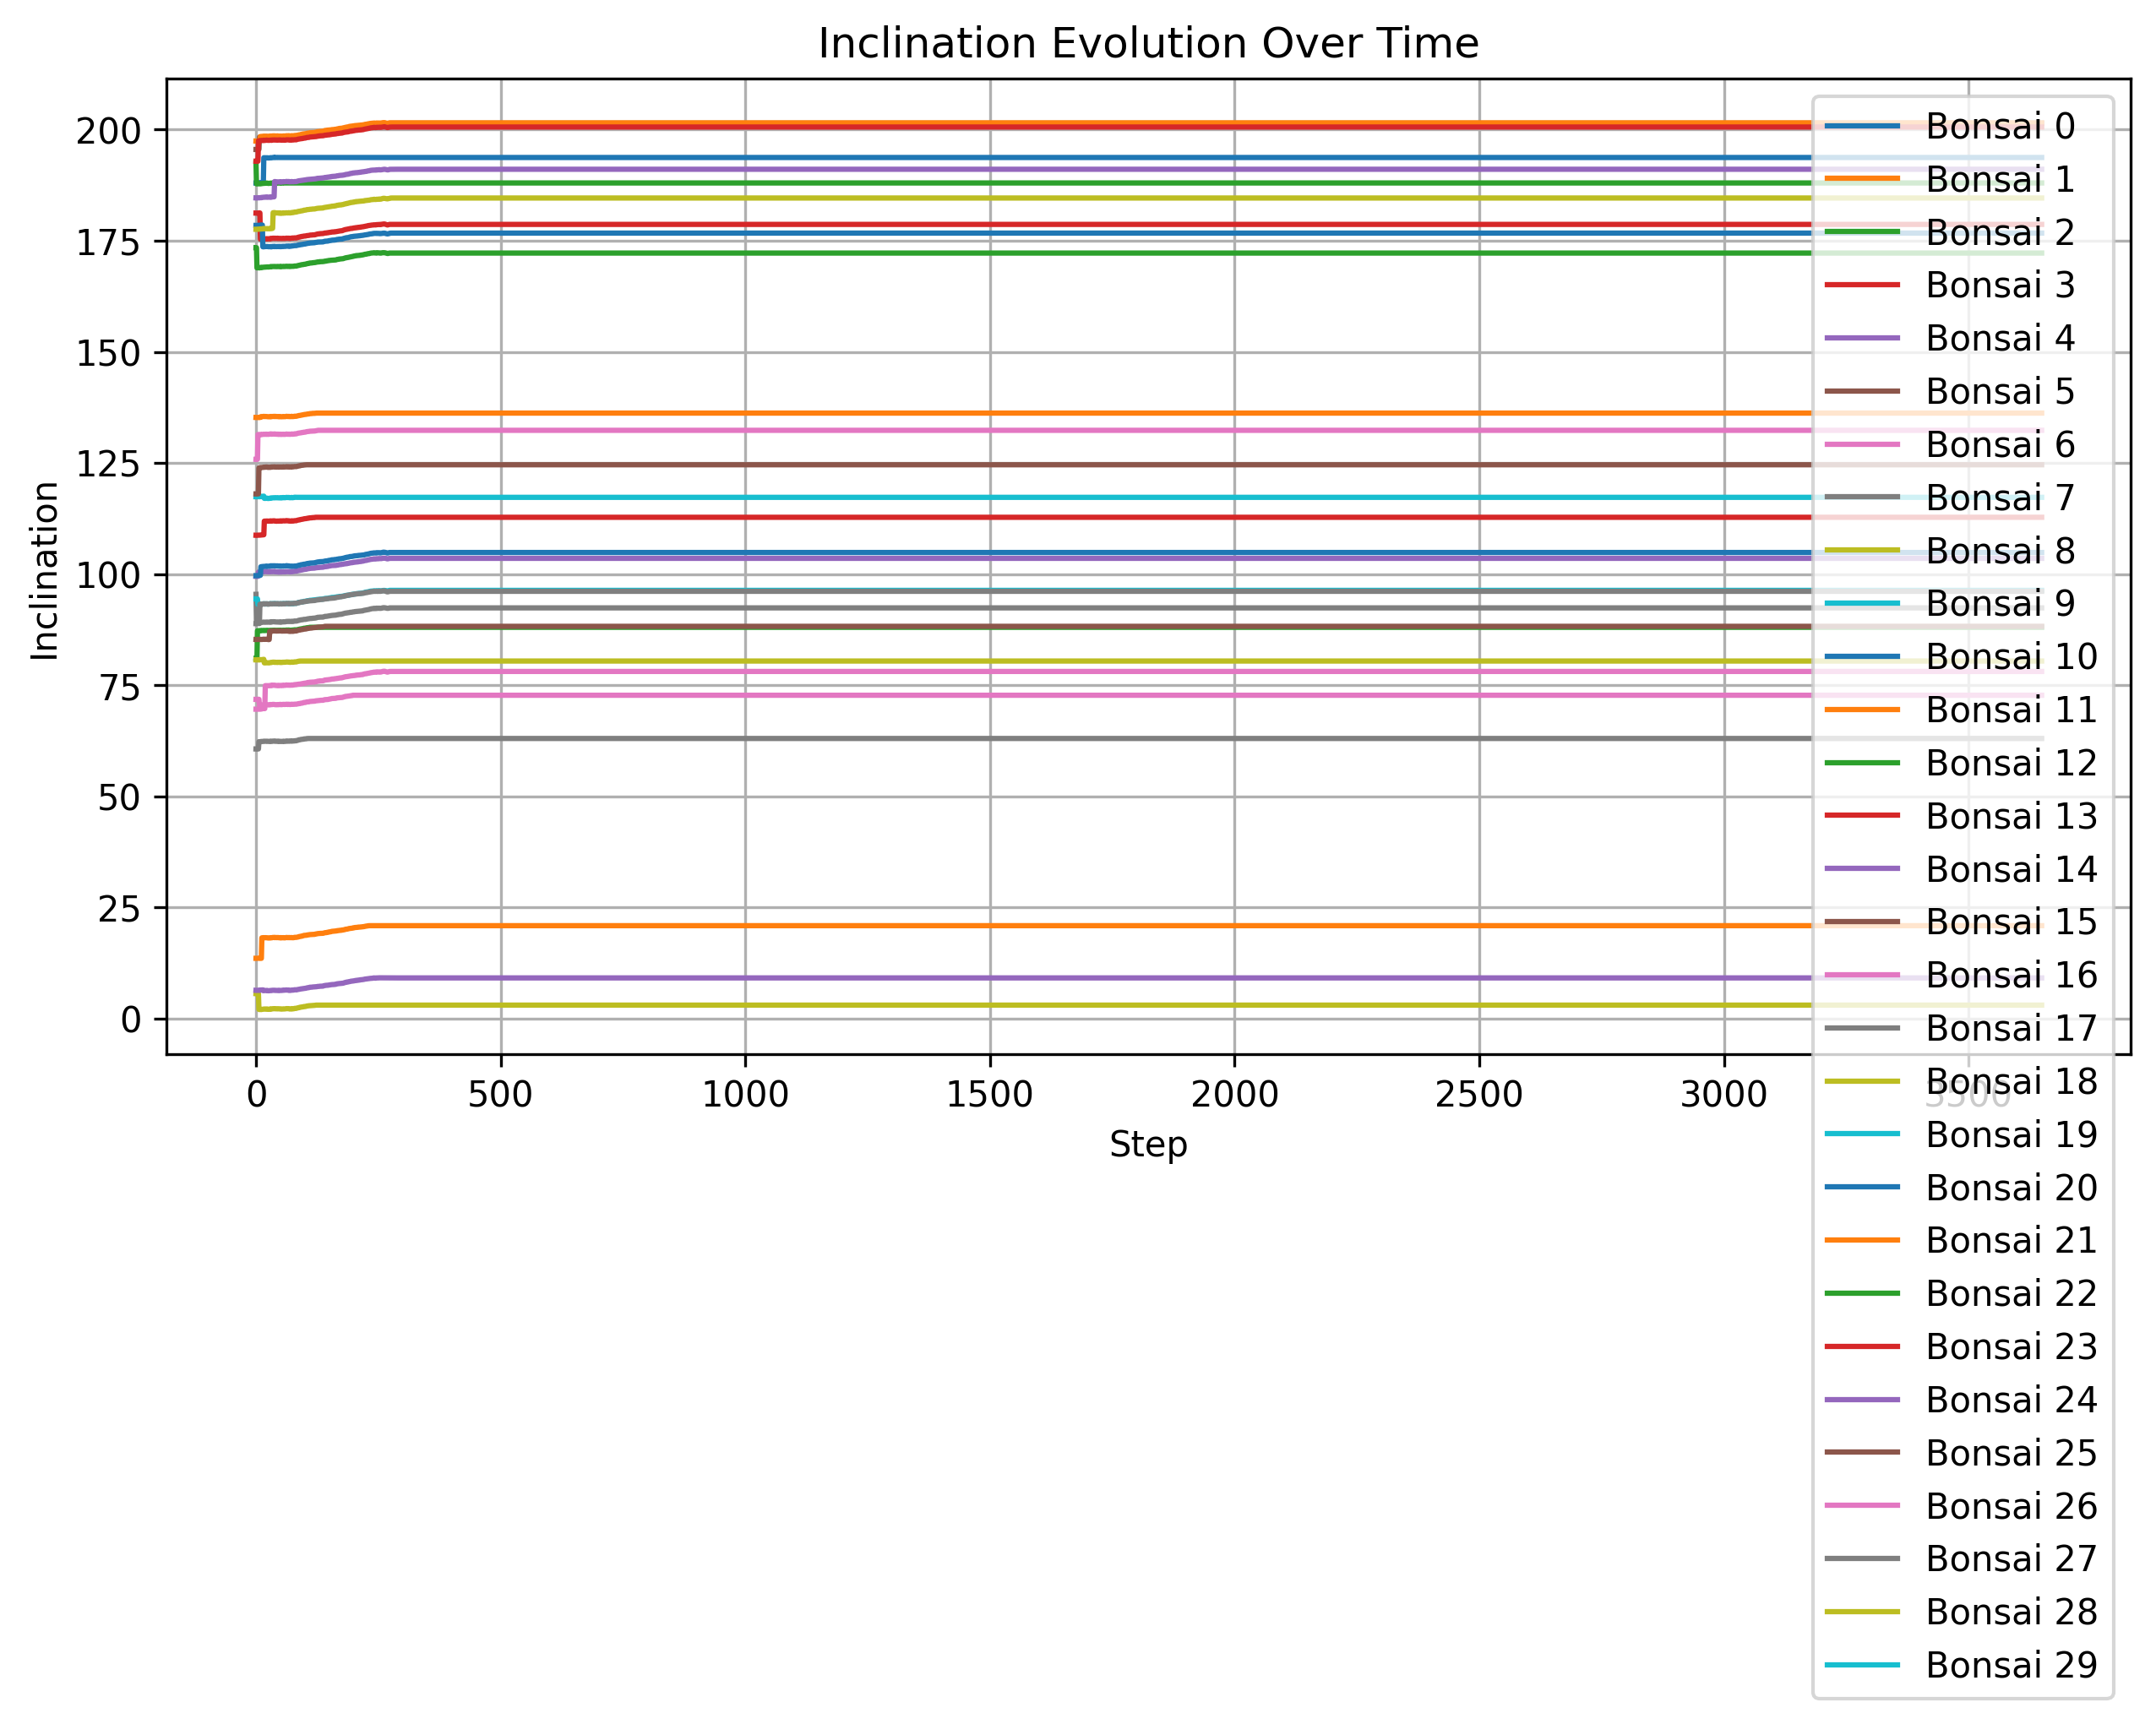 Inclination Evolution Over Time
Inclination
200
175
150
125
100
75
50
25
0
0 500 1000 1500 2000 2500 3000 3500
Step
Bonsai 0
Bonsai 1
Bonsai 2
Bonsai 3
Bonsai 4
Bonsai 5
Bonsai 6
Bonsai 7
Bonsai 8
Bonsai 9
Bonsai 10
Bonsai 11
Bonsai 12
Bonsai 13
Bonsai 14
Bonsai 15
Bonsai 16
Bonsai 17
Bonsai 18
Bonsai 19
Bonsai 20
Bonsai 21
Bonsai 22
Bonsai 23
Bonsai 24
Bonsai 25
Bonsai 26
Bonsai 27
Bonsai 28
Bonsai 29